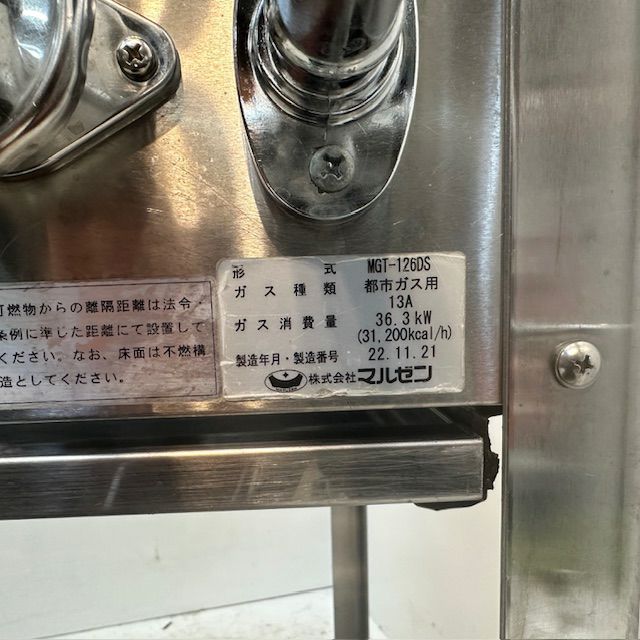 可燃物からの離隔距離は法令・
条例に準じた距離にて設置して
ください。なお、床面は不燃構
造としてください。
形 式 MGT-126DS
ガス種類 都市ガス用
13A
ガス消費量 36.3kW
(31,200kcal/h)
製造年月・製造番号 22.11.21
株式会社マルゼン